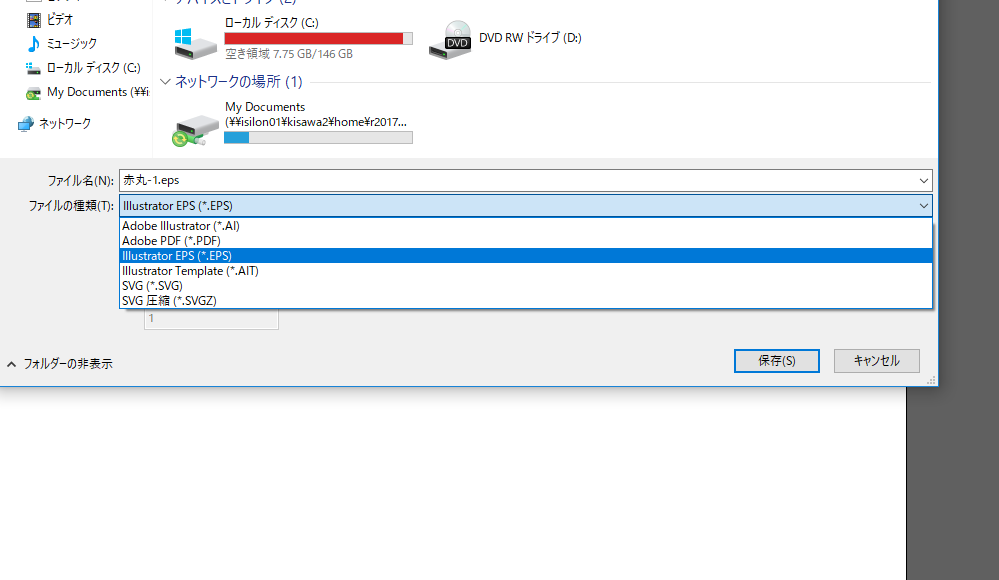 ビデオ
ミュージック
ローカル ディスク (C:)
My Documents (¥¥i:
ネットワーク
ローカル ディスク (C:)
空き領域 7.75 GB/146 GB
DVD
DVD RW ドライブ (D:)
ネットワークの場所 (1)
My Documents
(¥¥isilon01¥kisawa2¥home¥r2017...
ファイル名(N):
赤丸-1.eps
ファイルの種類(T):
Illustrator EPS (*.EPS)
Adobe Illustrator (*.AI)
Adobe PDF (*.PDF)
Illustrator EPS (*.EPS)
Illustrator Template (*.AIT)
SVG (*.SVG)
SVG 圧縮 (*.SVGZ)
1
フォルダーの非表示
保存(S)
キャンセル